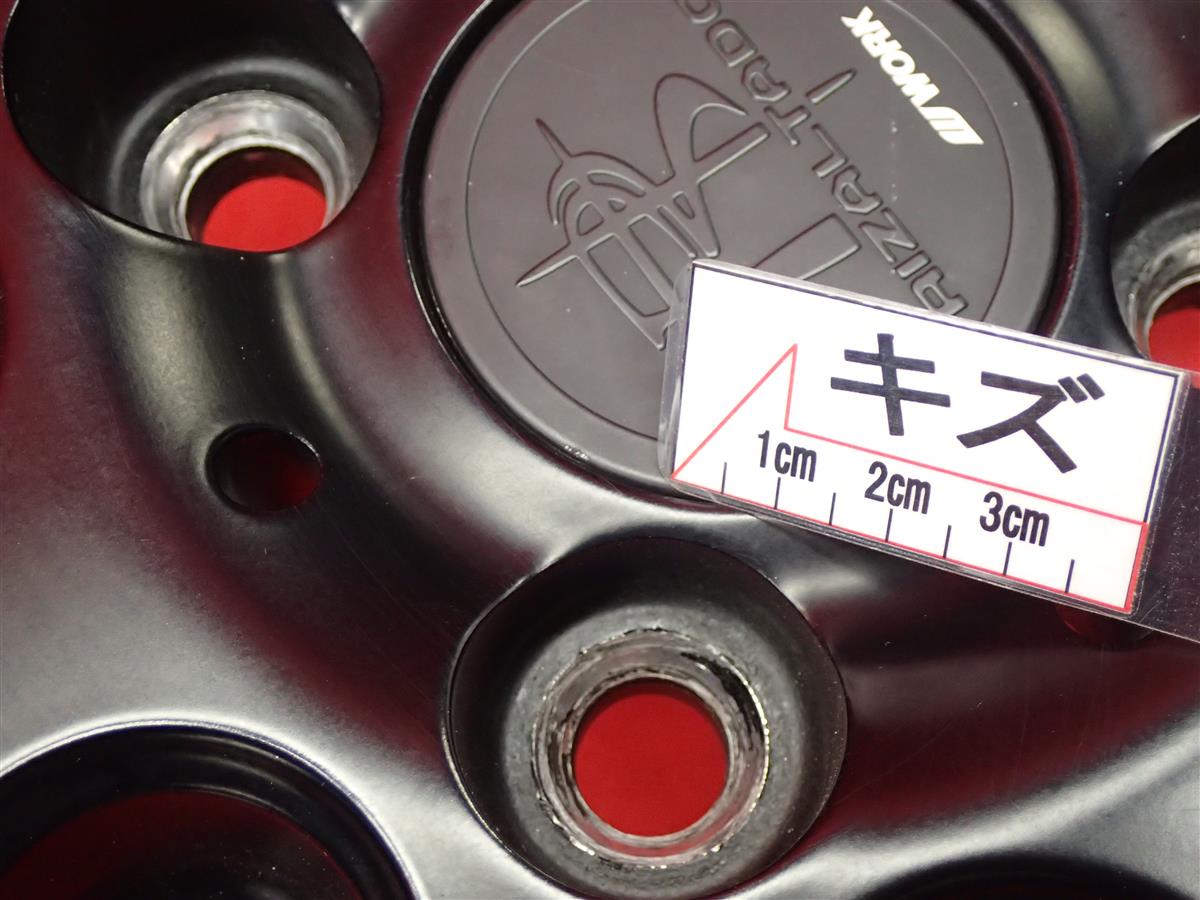 WORK
RIZALTADO
キズ
1cm 2cm 3cm